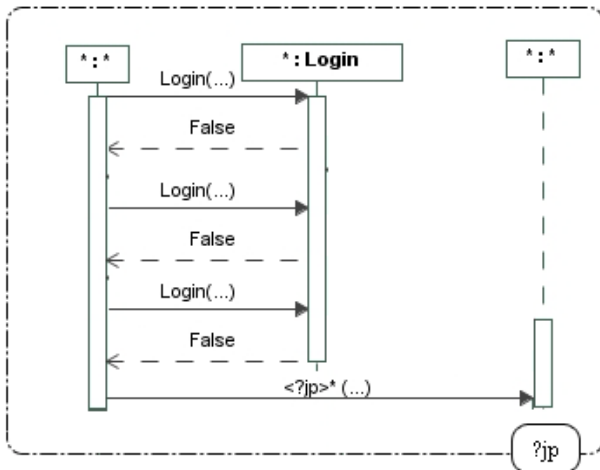 *:*
*:Login
*:*
Login(...)
False
Login(...)
False
Login(...)
False
<?jp>* (...)
?jp